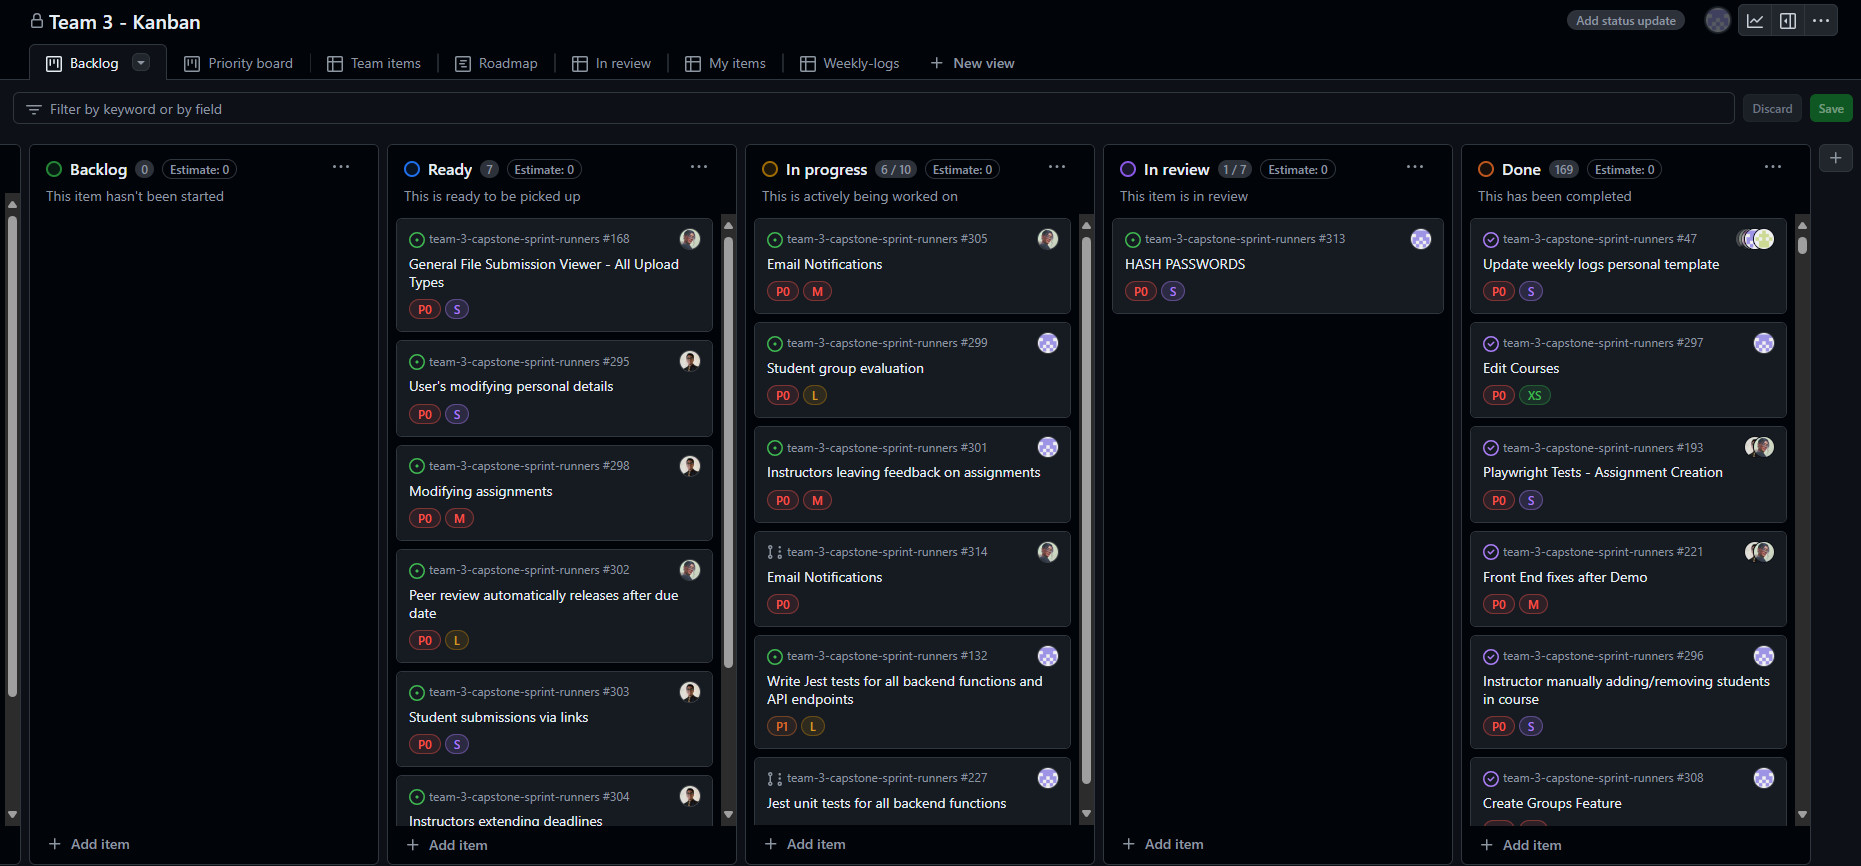 Team 3 - Kanban
Add status update
Backlog
Priority board
Team items
Roadmap
In review
My items
Weekly-logs
New view
Filter by keyword or by field
Discard
Save
Backlog 0 Estimate: 0
This item hasn't been started
Add item
Ready 7 Estimate: 0
This is ready to be picked up
team-3-capstone-sprint-runners #168
General File Submission Viewer - All Upload
Types
P0 S
team-3-capstone-sprint-runners #295
User's modifying personal details
P0 S
team-3-capstone-sprint-runners #298
Modifying assignments
P0 M
team-3-capstone-sprint-runners #302
Peer review automatically releases after due
date
P0 L
team-3-capstone-sprint-runners #303
Student submissions via links
P0 S
team-3-capstone-sprint-runners #304
Instructors extending deadlines
Add item
In progress 6 / 10 Estimate: 0
This is actively being worked on
team-3-capstone-sprint-runners #305
Email Notifications
P0 M
team-3-capstone-sprint-runners #299
Student group evaluation
P0 L
team-3-capstone-sprint-runners #301
Instructors leaving feedback on assignments
P0 M
team-3-capstone-sprint-runners #314
Email Notifications
P0
team-3-capstone-sprint-runners #132
Write Jest tests for all backend functions and
API endpoints
P1 L
team-3-capstone-sprint-runners #227
Jest unit tests for all backend functions
Add item
In review 1 / 7 Estimate: 0
This item is in review
team-3-capstone-sprint-runners #313
HASH PASSWORDS
P0 S
Add item
Done 169 Estimate: 0
This has been completed
team-3-capstone-sprint-runners #47
Update weekly logs personal template
P0 S
team-3-capstone-sprint-runners #297
Edit Courses
P0 XS
team-3-capstone-sprint-runners #193
Playwright Tests - Assignment Creation
P0 S
team-3-capstone-sprint-runners #221
Front End fixes after Demo
P0 M
team-3-capstone-sprint-runners #296
Instructor manually adding/removing students
in course
P0 S
team-3-capstone-sprint-runners #308
Create Groups Feature
Add item